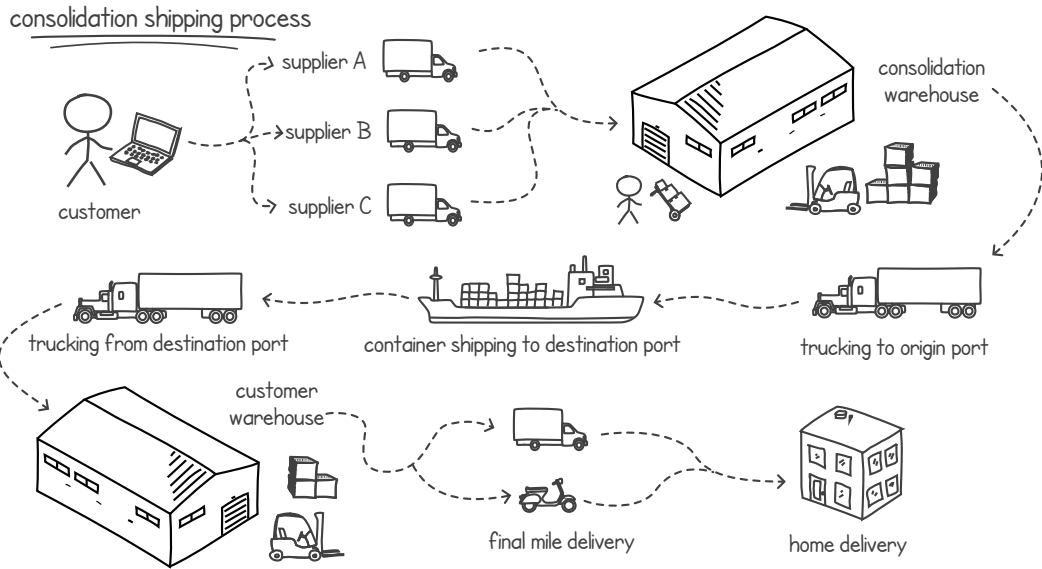 consolidation shipping process
supplier A
consolidation
warehouse
supplier B
supplier C
customer
trucking from destination port
container shipping to destination port
trucking to origin port
customer
warehouse
final mile delivery
home delivery